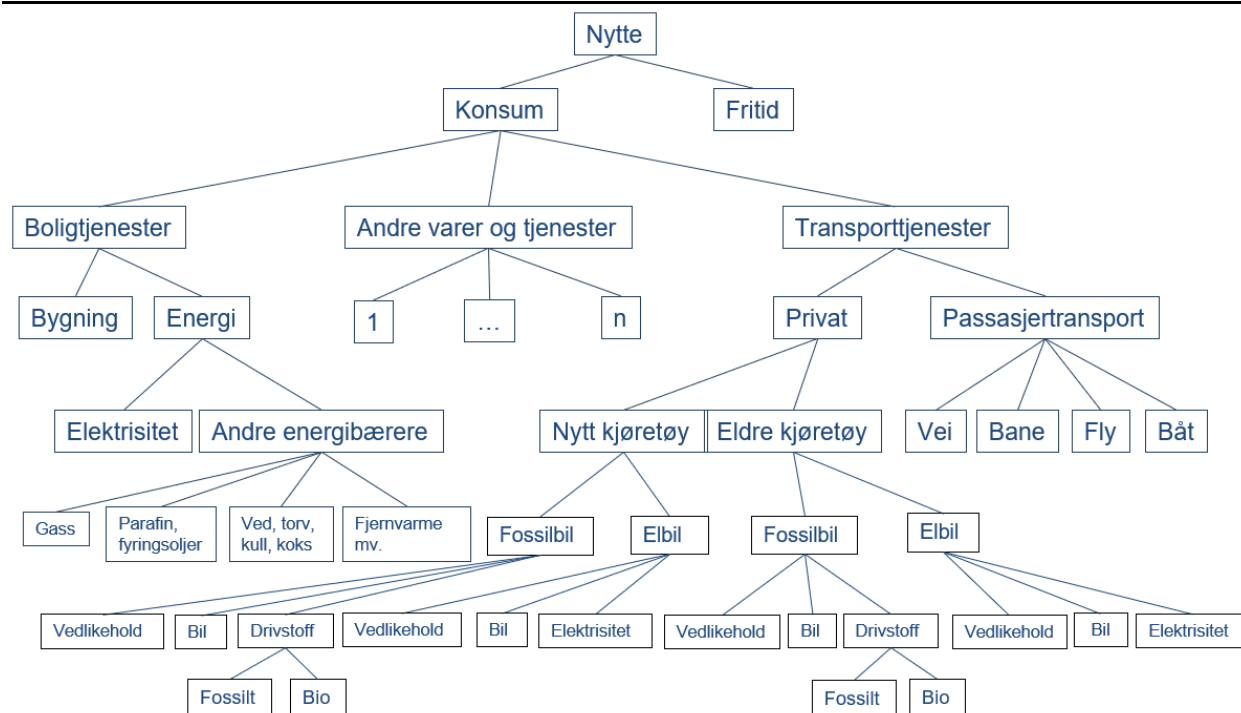 Nytte
Konsum
Fritid
Boligtjenester
Andre varer og tjenester
Transporttjenester
Bygning
Energi
1
...
n
Privat
Passasjertransport
Elektrisitet
Andre energibærere
Nytt kjøretøy
Eldre kjøretøy
Vei
Bane
Fly
Båt
Gass
Parafin,
fyringsoljer
Ved, torv,
kull, koks
Fjernvarme
mv.
Fossilbil
Elbil
Fossilbil
Elbil
Vedlikehold
Bil
Drivstoff
Vedlikehold
Bil
Elektrisitet
Vedlikehold
Bil
Drivstoff
Vedlikehold
Bil
Elektrisitet
Fossilt
Bio
Fossilt
Bio